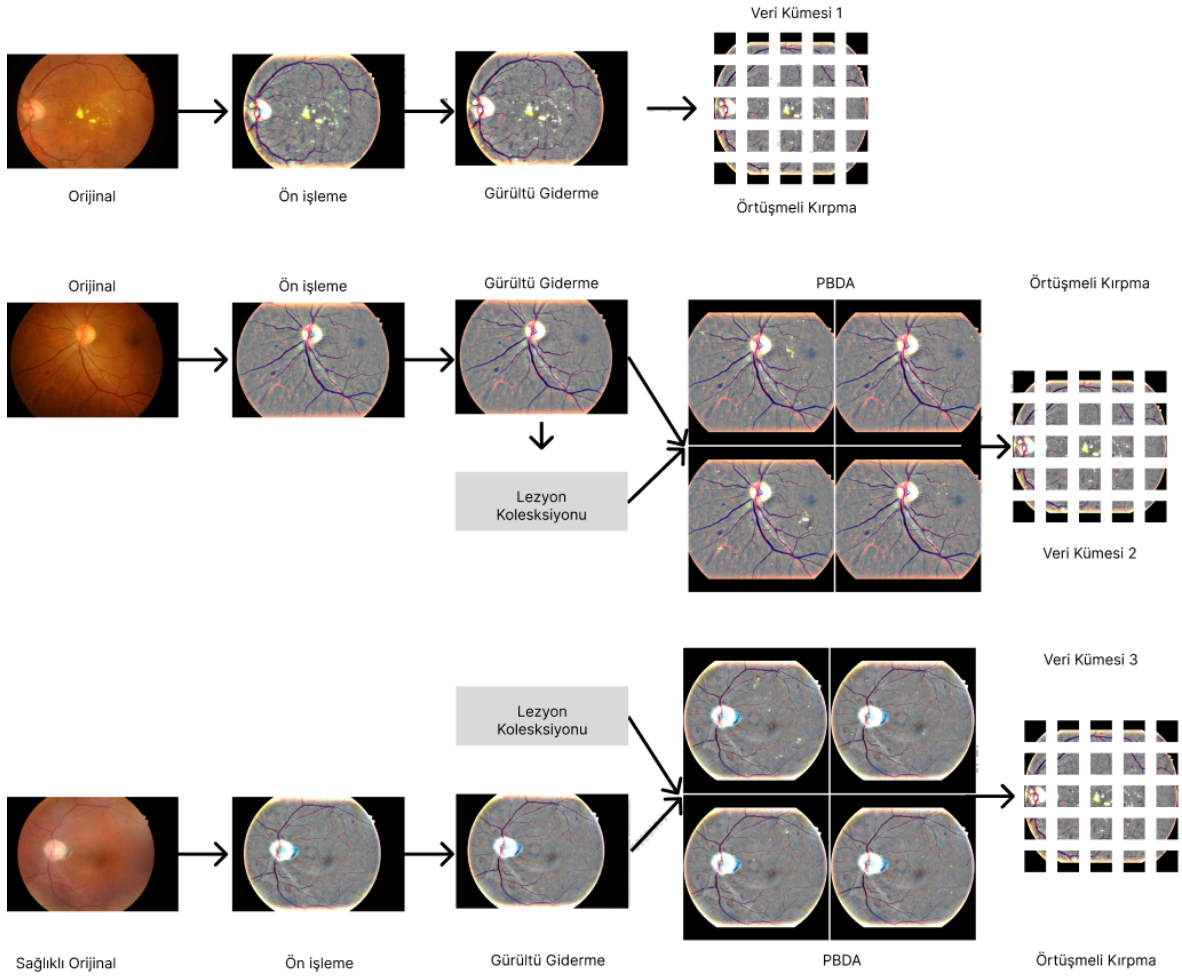 Veri Kümesi 1
Orijinal
Ön işleme
Gürültü Giderme
Örtüşmeli Kırpma
Orijinal
Ön işleme
Gürültü Giderme
PBDA
Örtüşmeli Kırpma
Lezyon
Kolesksiyonu
Veri Kümesi 2
Veri Kümesi 3
Lezyon
Kolesksiyonu
Sağlıklı Orijinal
Ön işleme
Gürültü Giderme
PBDA
Örtüşmeli Kırpma